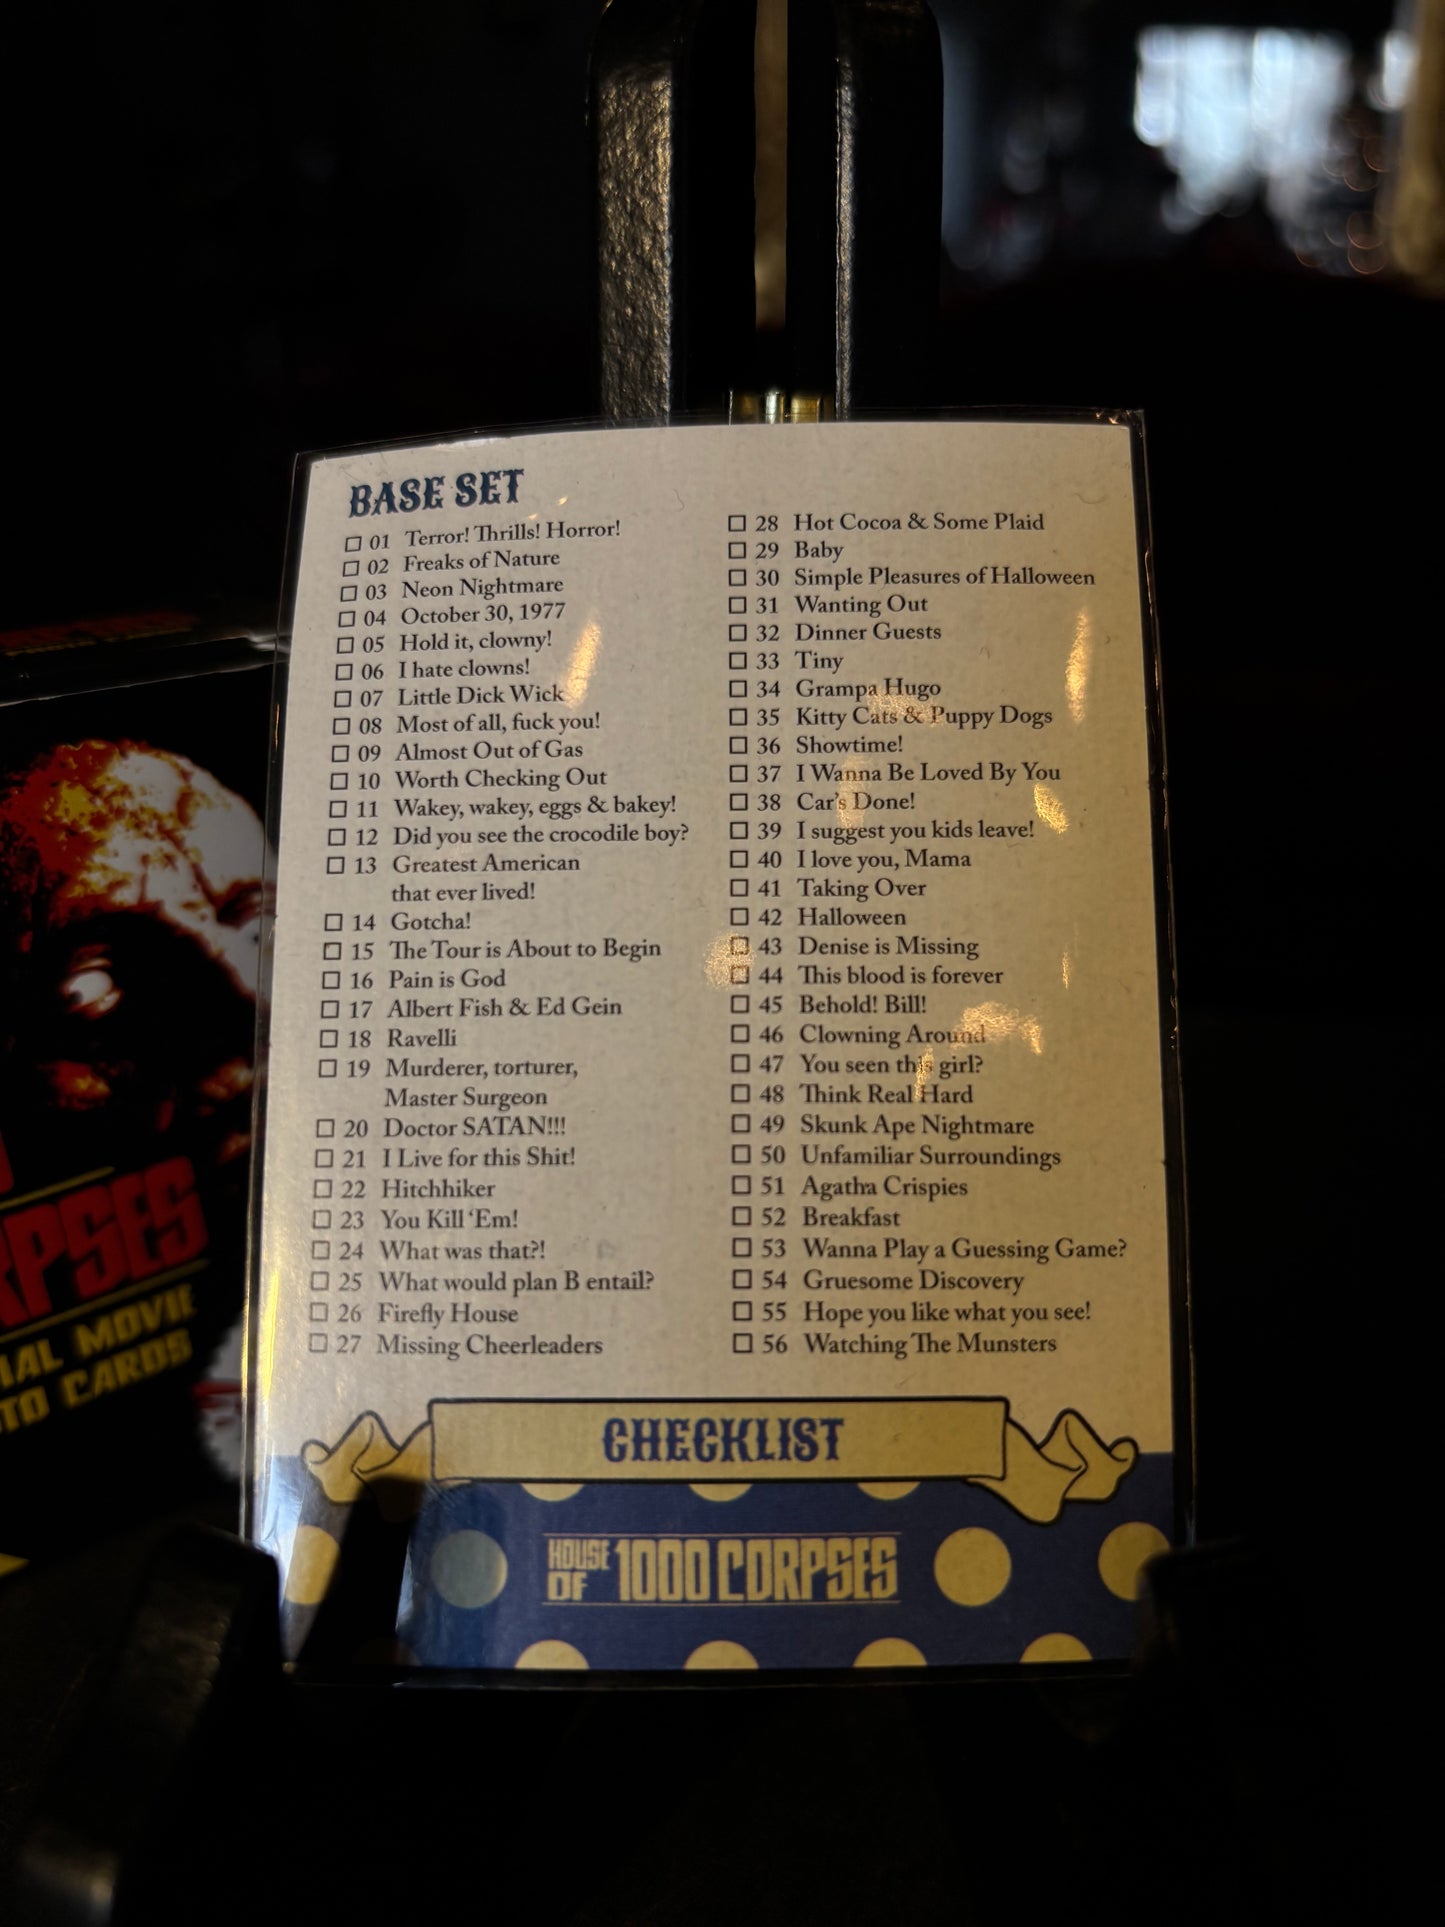 BASE SET
01 Terror! Thrills! Horror!
02 Freaks of Nature
03 Neon Nightmare
04 October 30, 1977
05 Hold it, clowny!
06 I hate clowns!
07 Little Dick Wick
08 Most of all, fuck you!
09 Almost Out of Gas
10 Worth Checking Out
11 Wakey, wakey, eggs & bakey!
12 Did you see the crocodile boy?
13 Greatest American
that ever lived!
14 Gotcha!
15 The Tour is About to Begin
16 Pain is God
17 Albert Fish & Ed Gein
18 Ravelli
19 Murderer, torturer,
Master Surgeon
20 Doctor SATAN!!!
21 I Live for this Shit!
22 Hitchhiker
23 You Kill ‘Em!
24 What was that?!
25 What would plan B entail?
26 Firefly House
27 Missing Cheerleaders
28 Hot Cocoa & Some Plaid
29 Baby
30 Simple Pleasures of Halloween
31 Wanting Out
32 Dinner Guests
33 Tiny
34 Grampa Hugo
35 Kitty Cats & Puppy Dogs
36 Showtime!
37 I Wanna Be Loved By You
38 Car’s Done!
39 I suggest you kids leave!
40 I love you, Mama
41 Taking Over
42 Halloween
43 Denise is Missing
44 This blood is forever
45 Behold! Bill!
46 Clowning Around
47 You seen this girl?
48 Think Real Hard
49 Skunk Ape Nightmare
50 Unfamiliar Surroundings
51 Agatha Crispies
52 Breakfast
53 Wanna Play a Guessing Game?
54 Gruesome Discovery
55 Hope you like what you see!
56 Watching The Munsters
CHECKLIST
HOUSE OF 1000 CORPSES
RPSES
IAL MOVIE
TO CARDS